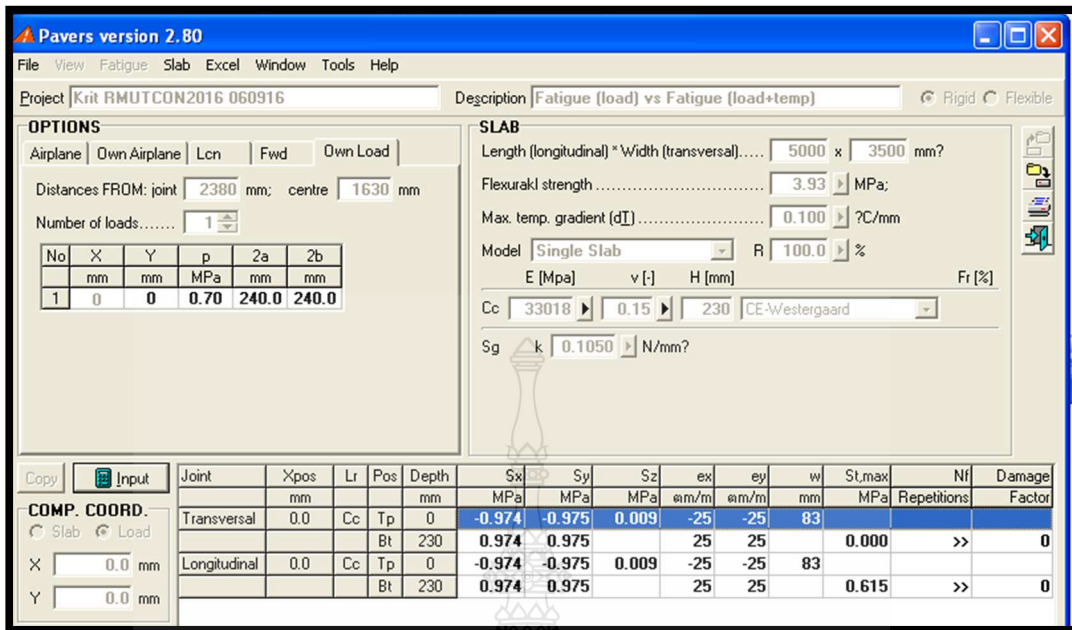 Pavers version 2.80
File View Fatigue Slab Excel Window Tools Help
Project Krit RMUTCON2016 060916 Description Fatigue (load) vs Fatigue (load+temp) Rigid Flexible
OPTIONS
Airplane Own Airplane Lcn Fwd Own Load
Distances FROM: joint 2380 mm; centre 1630 mm
Number of loads....... 1
No X Y p 2a 2b
mm mm MPa mm mm
1 0 0 0.70 240.0 240.0
SLAB
Length (longitudinal) * Width (transversal)..... 5000 x 3500 mm?
Flexurakl strength ............................ 3.93 MPa;
Max. temp. gradient (dT) ...................... 0.100 ?C/mm
Model Single Slab R 100.0 %
E [Mpa] v [-] H [mm] Fr [%]
Cc 33018 0.15 230 CE-Westergaard
Sg k 0.1050 N/mm?
Copy Input
COMP. COORD.
Slab Load
X 0.0 mm
Y 0.0 mm
Joint Xpos Lr Pos Depth Sx Sy Sz ex ey w St,max Nf Damage
mm mm MPa MPa MPa m/m m/m mm MPa Repetitions Factor
Transversal 0.0 Cc Tp 0 -0.974 -0.975 0.009 -25 -25 83
Bt 230 0.974 0.975 25 25 0.000 >> 0
Longitudinal 0.0 Cc Tp 0 -0.974 -0.975 0.009 -25 -25 83
Bt 230 0.974 0.975 25 25 0.615 >> 0